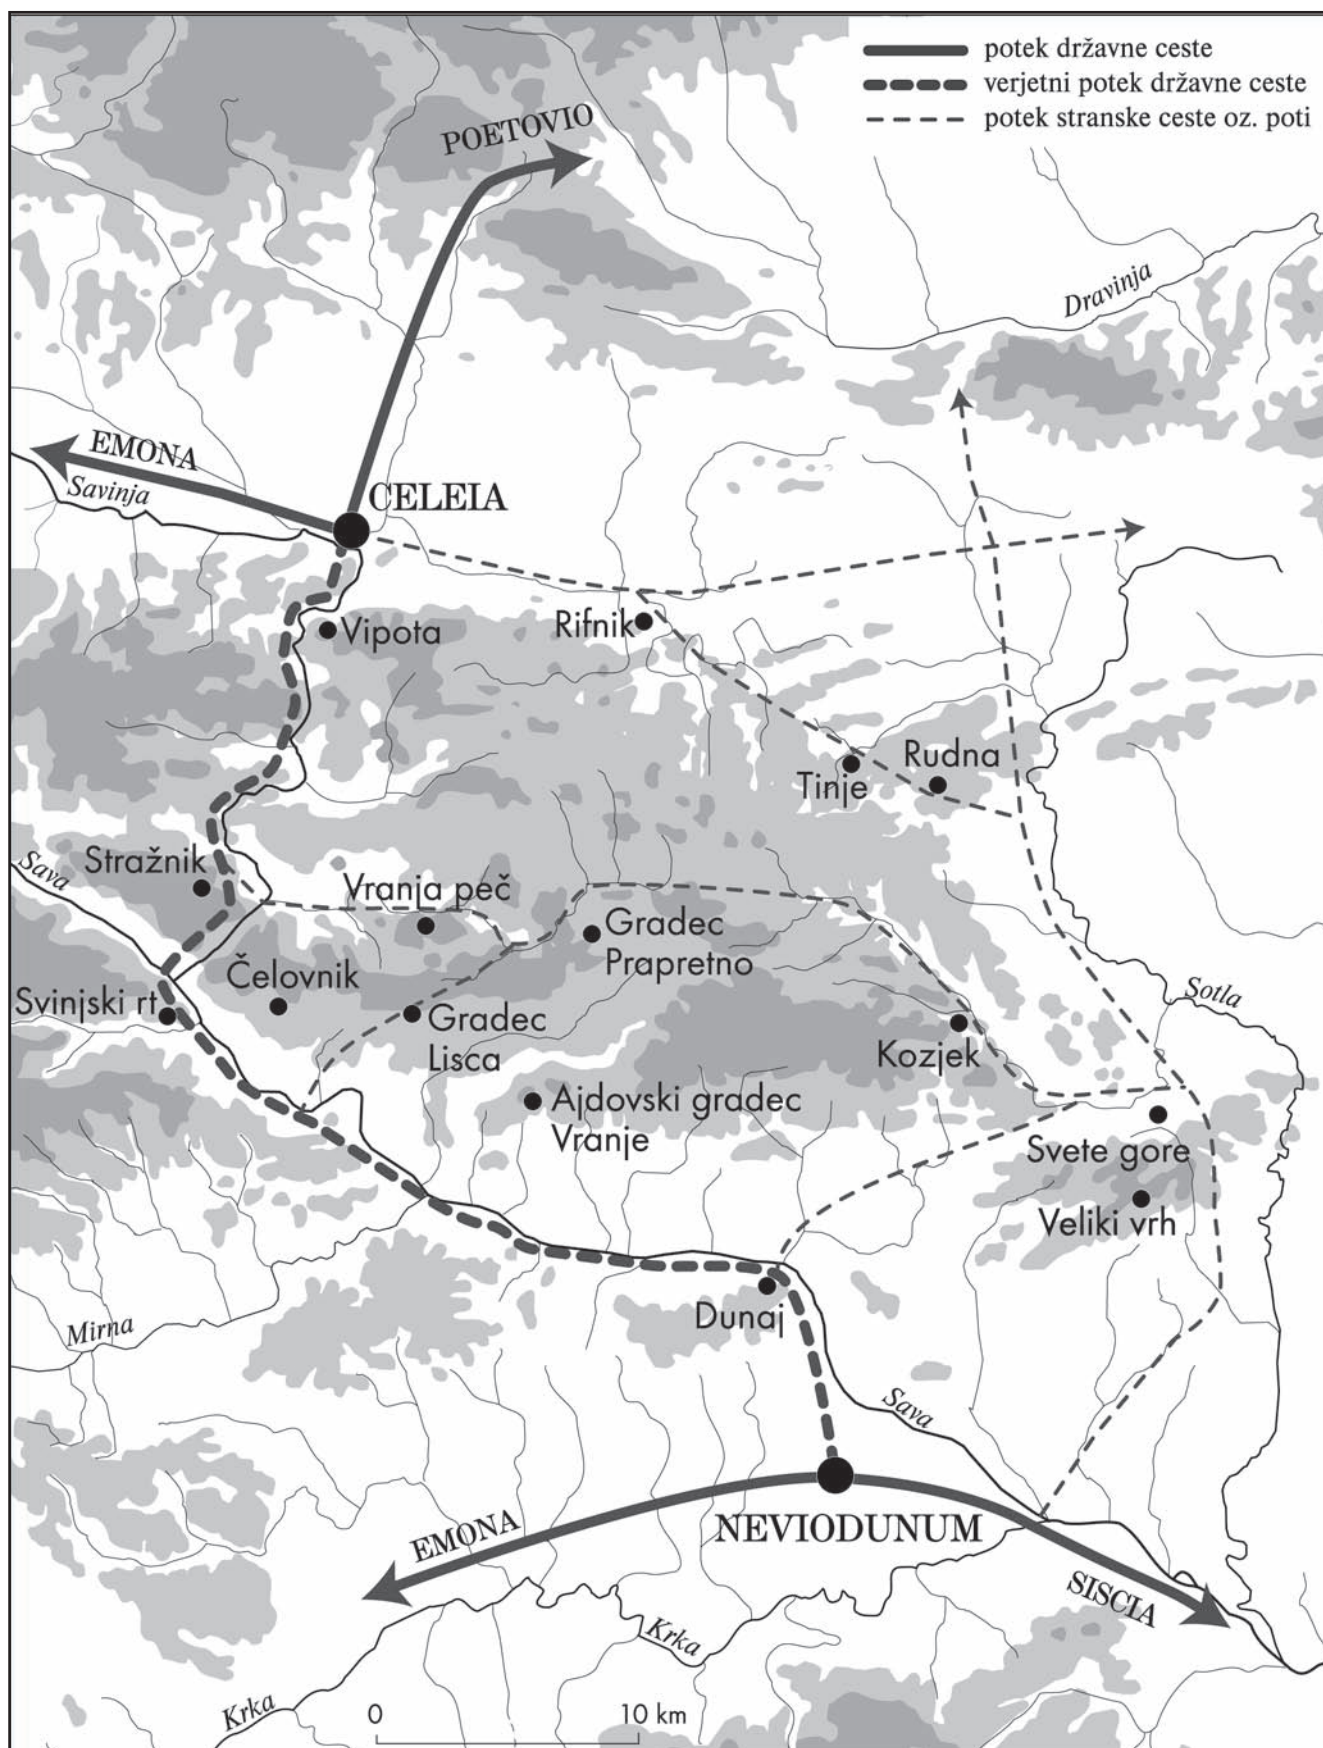 potek državne ceste
verjetni potek državne ceste
potek stranske ceste oz. poti
POETOVIO
Dravinja
EMONA
Savinja
CELEIA
Vipota
Rifnik
Rudna
Tinje
Sava
Stražnik
Vranja peč
Gradec
Prapretno
Čelovnik
Svinjski rt
Gradec
Lisca
Sotla
Kozjek
Ajdovski gradec
Vranje
Svete gore
Veliki vrh
Dunaj
Mirna
Sava
EMONA
NEVIODUNUM
SISCIA
Krka
Krka
0 10 km